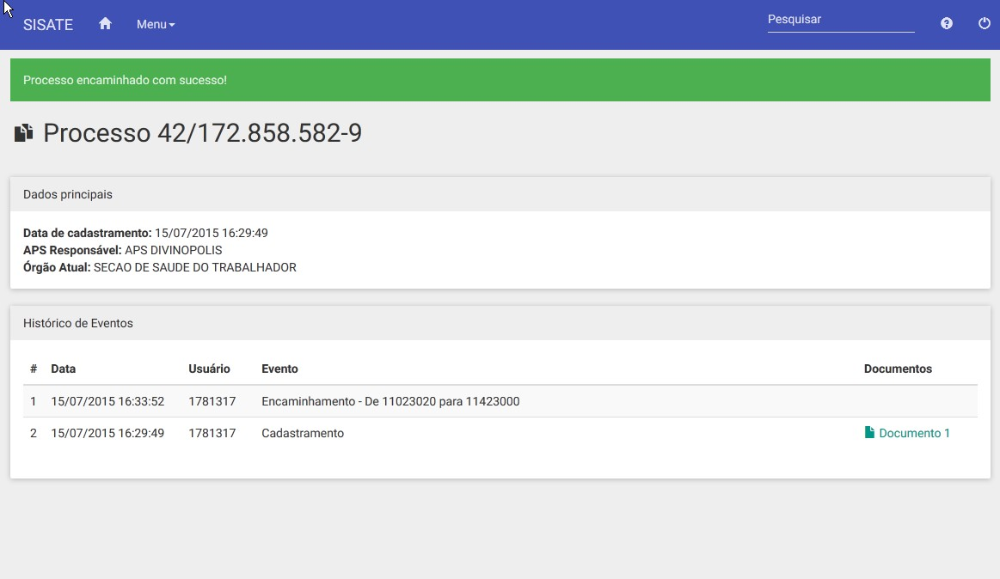 SISATE Menu Pesquisar
Processo encaminhado com sucesso!
Processo 42/172.858.582-9
Dados principais
Data de cadastramento: 15/07/2015 16:29:49
APS Responsável: APS DIVINOPOLIS
Órgão Atual: SECAO DE SAUDE DO TRABALHADOR
Histórico de Eventos
# Data Usuário Evento Documentos
1 15/07/2015 16:33:52 1781317 Encaminhamento - De 11023020 para 11423000
2 15/07/2015 16:29:49 1781317 Cadastramento Documento 1